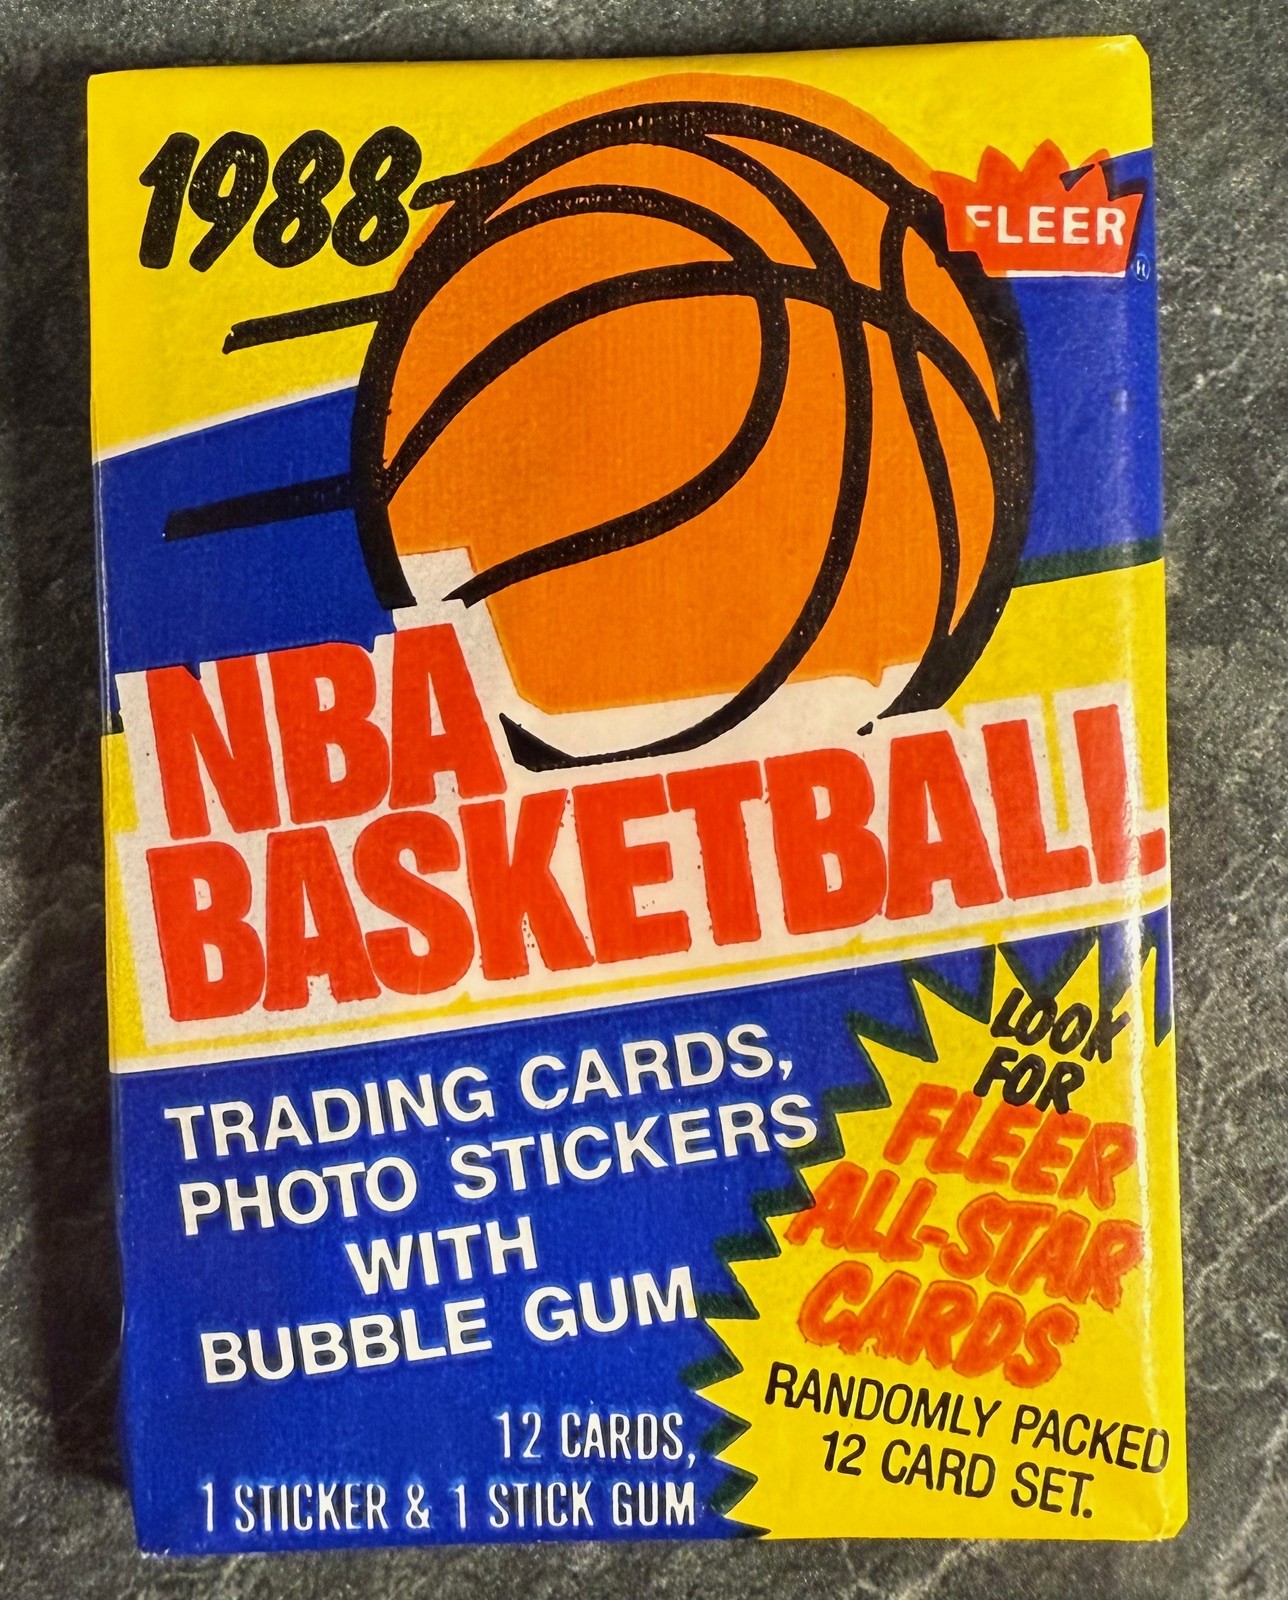 1988
FLEER
®
NBA
BASKETBALL
TRADING CARDS,
PHOTO STICKERS
WITH
BUBBLE GUM
12 CARDS,
1 STICKER & 1 STICK GUM
LOOK
FOR
FLEER
ALL-STAR
CARDS
RANDOMLY PACKED
12 CARD SET.